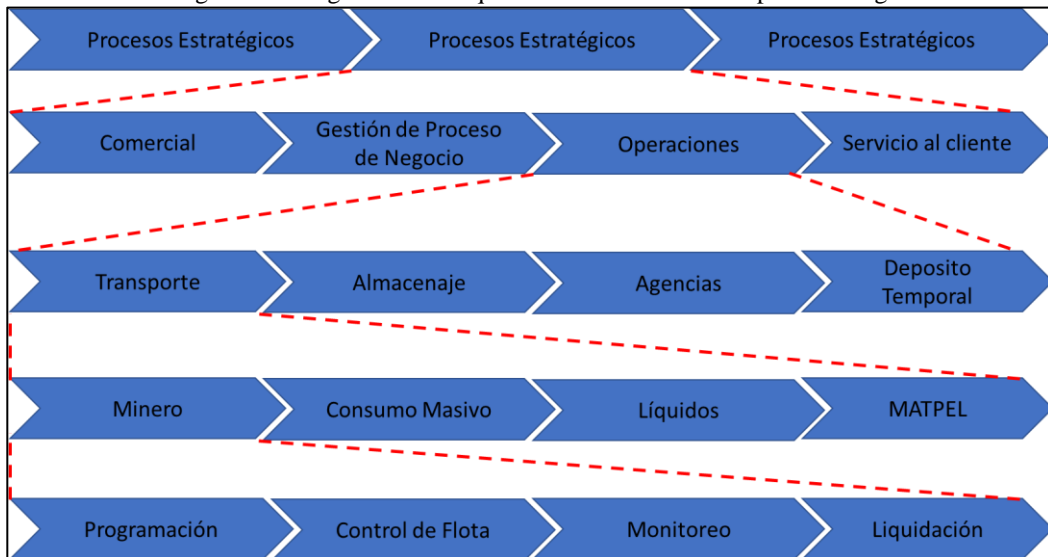 Procesos Estratégicos
Procesos Estratégicos
Procesos Estratégicos
Comercial
Gestión de Proceso
de Negocio
Operaciones
Servicio al cliente
Transporte
Almacenaje
Agencias
Deposito
Temporal
Minero
Consumo Masivo
Líquidos
MATPEL
Programación
Control de Flota
Monitoreo
Liquidación